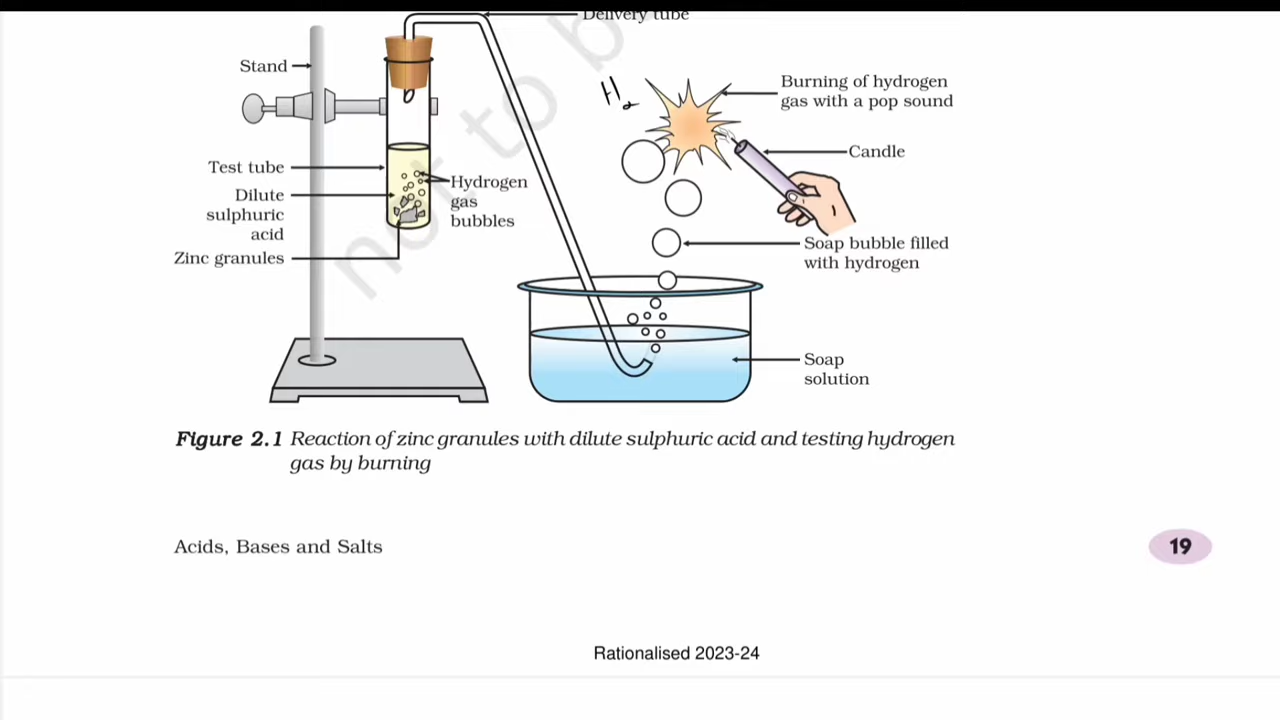 Delivery tube
Stand
H2
Burning of hydrogen
gas with a pop sound
Candle
Test tube
Dilute
sulphuric
acid
Hydrogen
gas
bubbles
Zinc granules
Soap bubble filled
with hydrogen
Soap
solution
not to b
Figure 2.1 Reaction of zinc granules with dilute sulphuric acid and testing hydrogen
gas by burning
Acids, Bases and Salts
19
Rationalised 2023-24